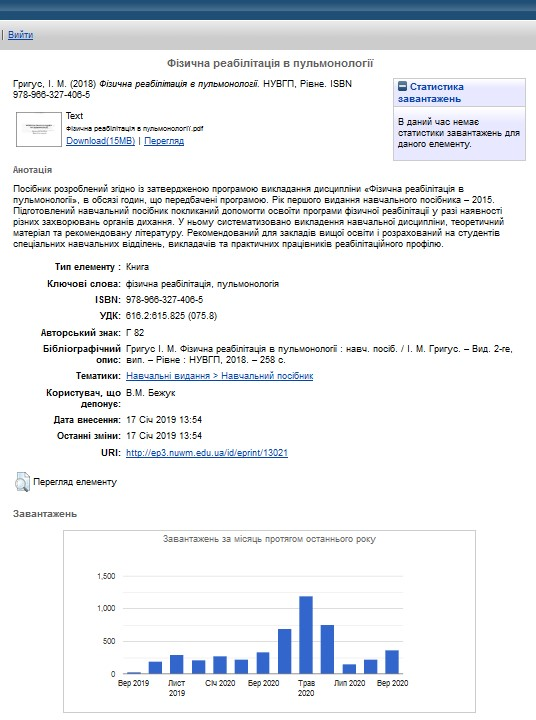 | Вийти
Фізична реабілітація в пульмонології
Григус, І. М. (2018) Фізична реабілітація в пульмонології. НУВГП, Рівне. ISBN
978-966-327-406-5
Text
Фізична реабілітація в пульмонології.pdf
Download(15MB) | Перегляд
Статистика
завантажень
В даний час немає
статистики завантажень для
даного елементу.
Анотація
Посібник розроблений згідно із затвердженою програмою викладання дисципліни «Фізична реабілітація в
пульмонології», в обсязі годин, що передбачені програмою. Рік першого видання навчального посібника – 2015.
Підготовлений навчальний посібник покликаний допомогти освоїти програми фізичної реабілітації у разі наявності
різних захворювань органів дихання. У ньому систематизовано викладення навчальної дисципліни, теоретичний
матеріал та рекомендовану літературу. Рекомендований для закладів вищої освіти і розрахований на студентів
спеціальних навчальних відділень, викладачів та практичних працівників реабілітаційного профілю.
Тип елементу : Книга
Ключові слова: фізична реабілітація, пульмонологія
ISBN: 978-966-327-406-5
УДК: 616.2:615.825 (075.8)
Авторський знак: Г 82
Бібліографічний Григус І. М. Фізична реабілітація в пульмонології : навч. посіб. / І. М. Григус. – Вид. 2-ге,
опис: вип. – Рівне : НУВГП, 2018. – 258 с.
Тематики: Навчальні видання > Навчальний посібник
Користувач, що В.М. Бежук
депонує:
Дата внесення: 17 Січ 2019 13:54
Останні зміни: 17 Січ 2019 13:54
URI: http://ep3.nuwm.edu.ua/id/eprint/13021
Перегляд елементу
Завантажень
Завантажень за місяць протягом останнього року
1,500
1,000
500
0
Вер 2019 Лист Січ 2020 Бер 2020 Трав Лип 2020 Вер 2020
2019 2020